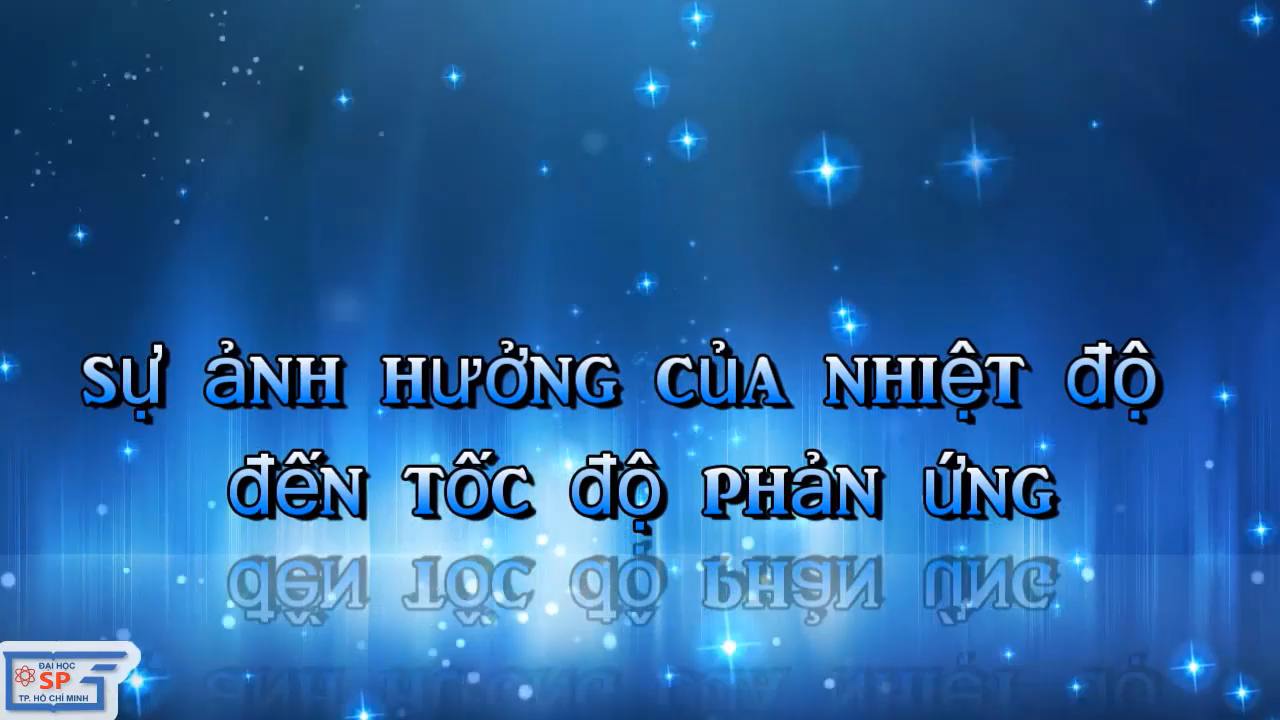 Sự ảNH HưởNG CủA NHIệT độ
đếN TốC độ PHảN ứNG
ĐẠI HỌC
SP
TP. HỒ CHÍ MINH